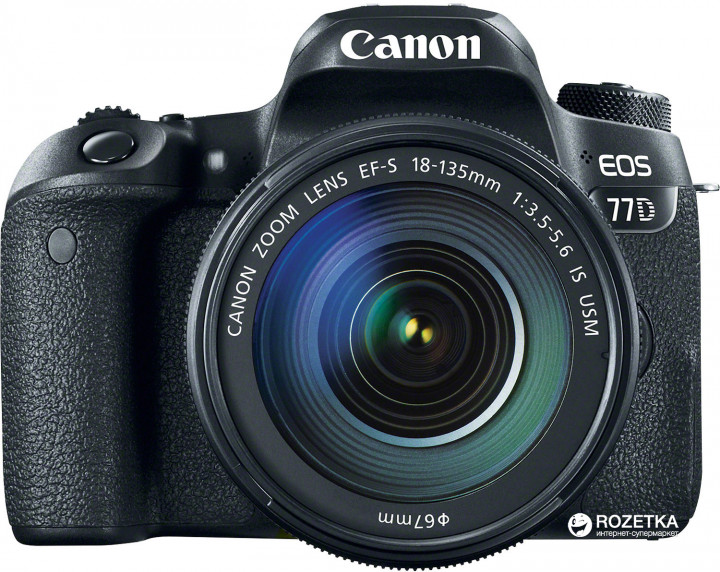 Canon
EOS
77D
CANON ZOOM LENS EF-S 18-135mm 1:3.5-5.6 IS USM
Φ67mm
ROZETKA
интернет-супермаркет